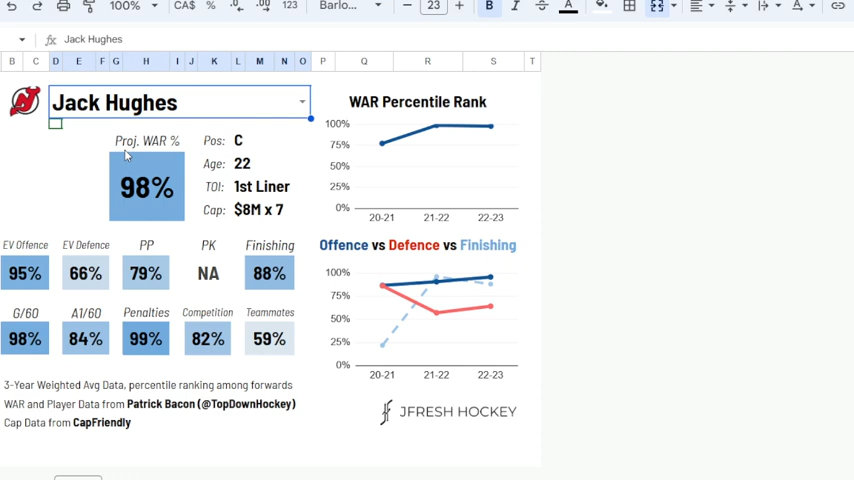 100% CA$ % .0 .00 123 Barlo... 23 B I A
fx Jack Hughes
B C D E F G H I J K L M N O P Q R S T
Jack Hughes
WAR Percentile Rank
Proj. WAR %
98%
Pos: C
Age: 22
TOI: 1st Liner
Cap: $8M x 7
100%
75%
50%
25%
0%
20-21 21-22 22-23
EV Offence EV Defence PP PK Finishing
95% 66% 79% NA 88%
G/60 A1/60 Penalties Competition Teammates
98% 84% 99% 82% 59%
Offence vs Defence vs Finishing
100%
75%
50%
25%
0%
20-21 21-22 22-23
3-Year Weighted Avg Data, percentile ranking among forwards
WAR and Player Data from Patrick Bacon (@TopDownHockey)
Cap Data from CapFriendly
JFRESH HOCKEY